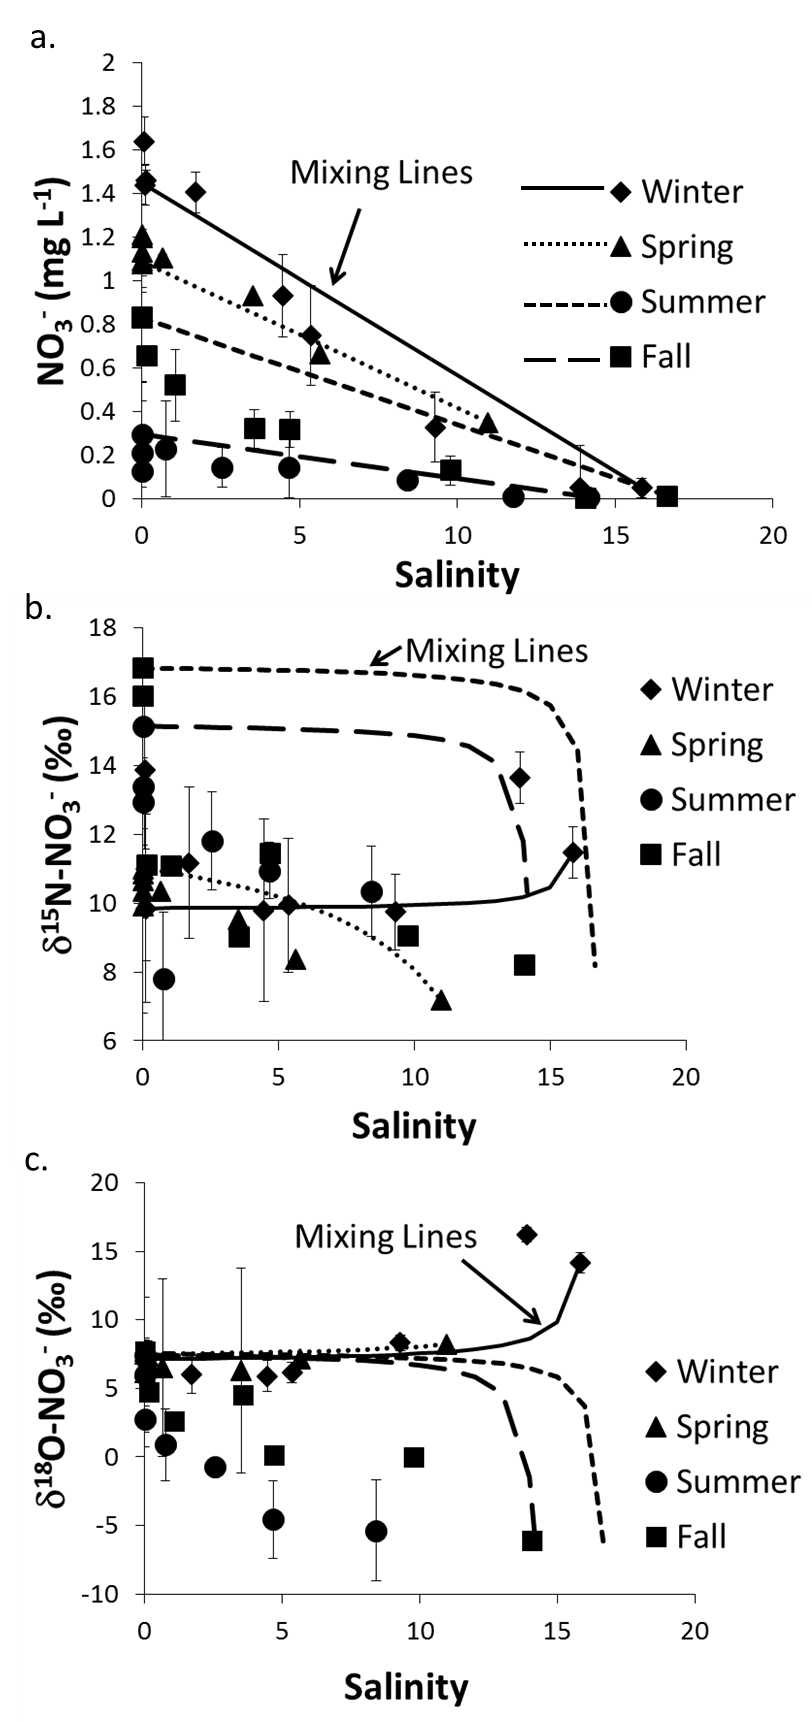 a.
2
1.8
1.6
1.4
1.2
1
0.8
0.6
0.4
0.2
0
NO₃⁻ (mg L⁻¹)
Mixing Lines
Winter
Spring
Summer
Fall
0 5 10 15 20
Salinity
b.
18
16
14
12
10
8
6
δ¹⁵N-NO₃⁻ (‰)
Mixing Lines
Winter
Spring
Summer
Fall
0 5 10 15 20
Salinity
c.
20
15
10
5
0
-5
-10
δ¹⁸O-NO₃⁻ (‰)
Mixing Lines
Winter
Spring
Summer
Fall
0 5 10 15 20
Salinity